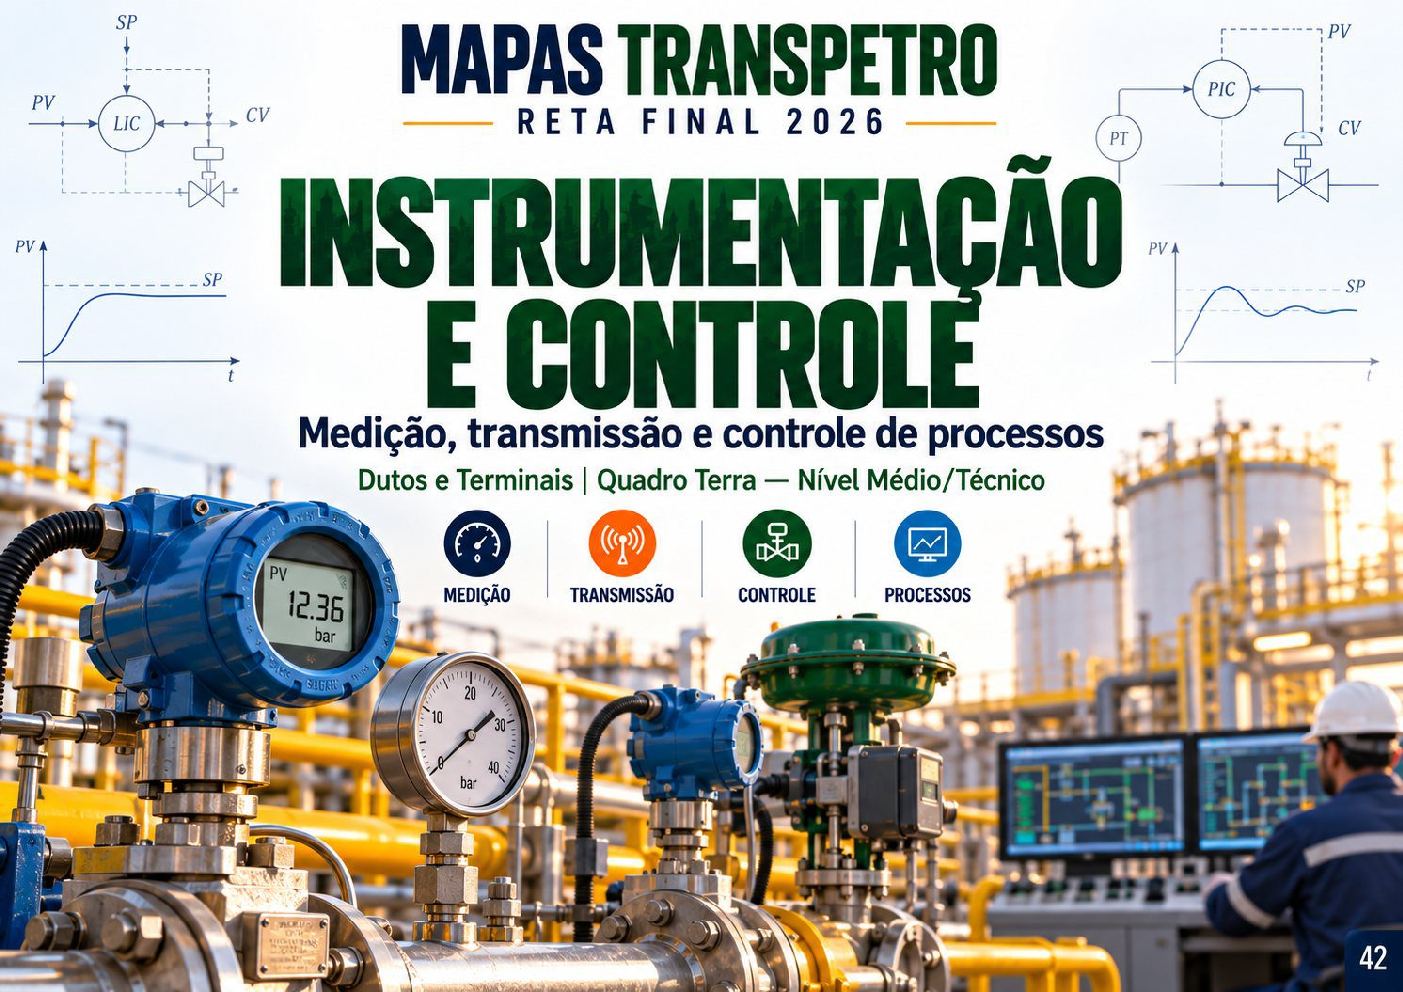 MAPAS TRANSPETRO
RETA FINAL 2026
INSTRUMENTAÇÃO
E CONTROLE
Medição, transmissão e controle de processos
Dutos e Terminais | Quadro Terra — Nível Médio/Técnico
MEDIÇÃO
TRANSMISSÃO
CONTROLE
PROCESSOS
SP
PV
LIC
CV
PV
SP
t
PV
PIC
PT
CV
PV
SP
t
PV
12.36
bar
0
10
20
30
40
bar
42